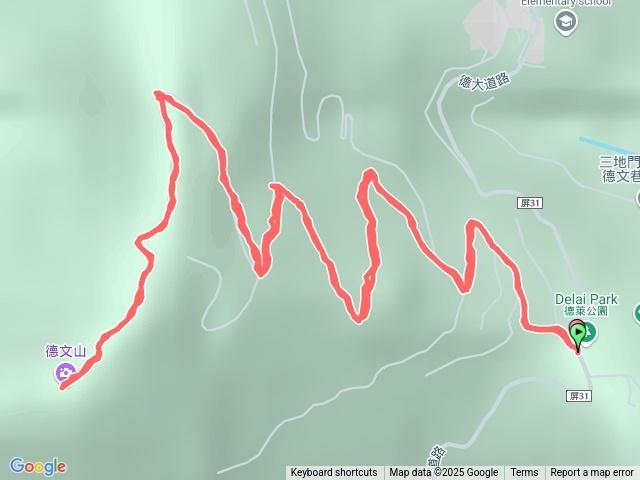 Elementary school
德大道路
三地門
德文巷
屏31
Delai Park
德萊公園
德文山
屏31
道路
Google
Keyboard shortcuts
Map data ©2025 Google
Terms
Report a map error